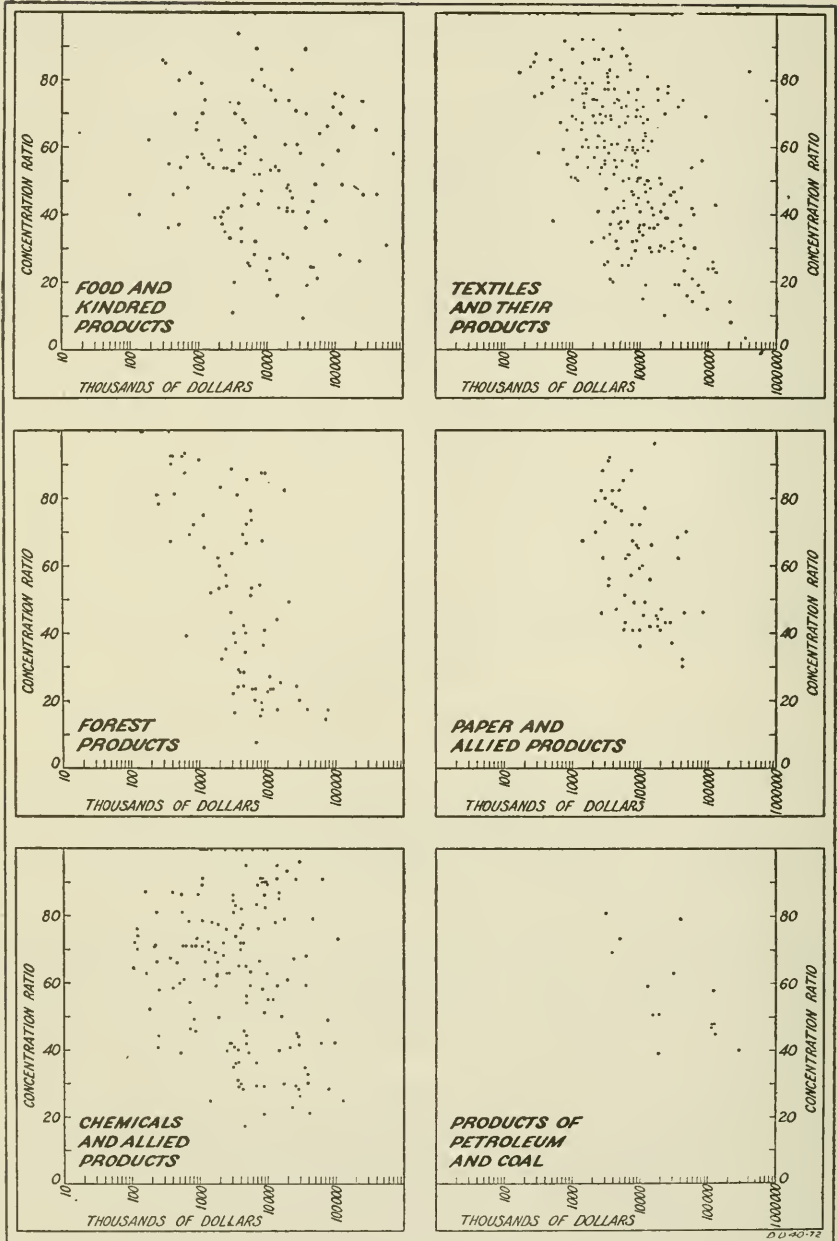 CONCENTRATION RATIO
80
60
40
20
0
FOOD AND
KINDRED
PRODUCTS
10
100
1000
10000
100000
THOUSANDS OF DOLLARS
TEXTILES
AND THEIR
PRODUCTS
80
60
40
20
0
CONCENTRATION RATIO
100
1000
10000
100000
1000000
THOUSANDS OF DOLLARS
CONCENTRATION RATIO
80
60
40
20
0
FOREST
PRODUCTS
10
100
1000
10000
100000
THOUSANDS OF DOLLARS
PAPER AND
ALLIED PRODUCTS
80
60
40
20
0
CONCENTRATION RATIO
100
1000
10000
100000
1000000
THOUSANDS OF DOLLARS
CONCENTRATION RATIO
80
60
40
20
0
CHEMICALS
AND ALLIED
PRODUCTS
10
100
1000
10000
100000
THOUSANDS OF DOLLARS
PRODUCTS OF
PETROLEUM
AND COAL
80
60
40
20
0
CONCENTRATION RATIO
100
1000
10000
100000
1000000
THOUSANDS OF DOLLARS